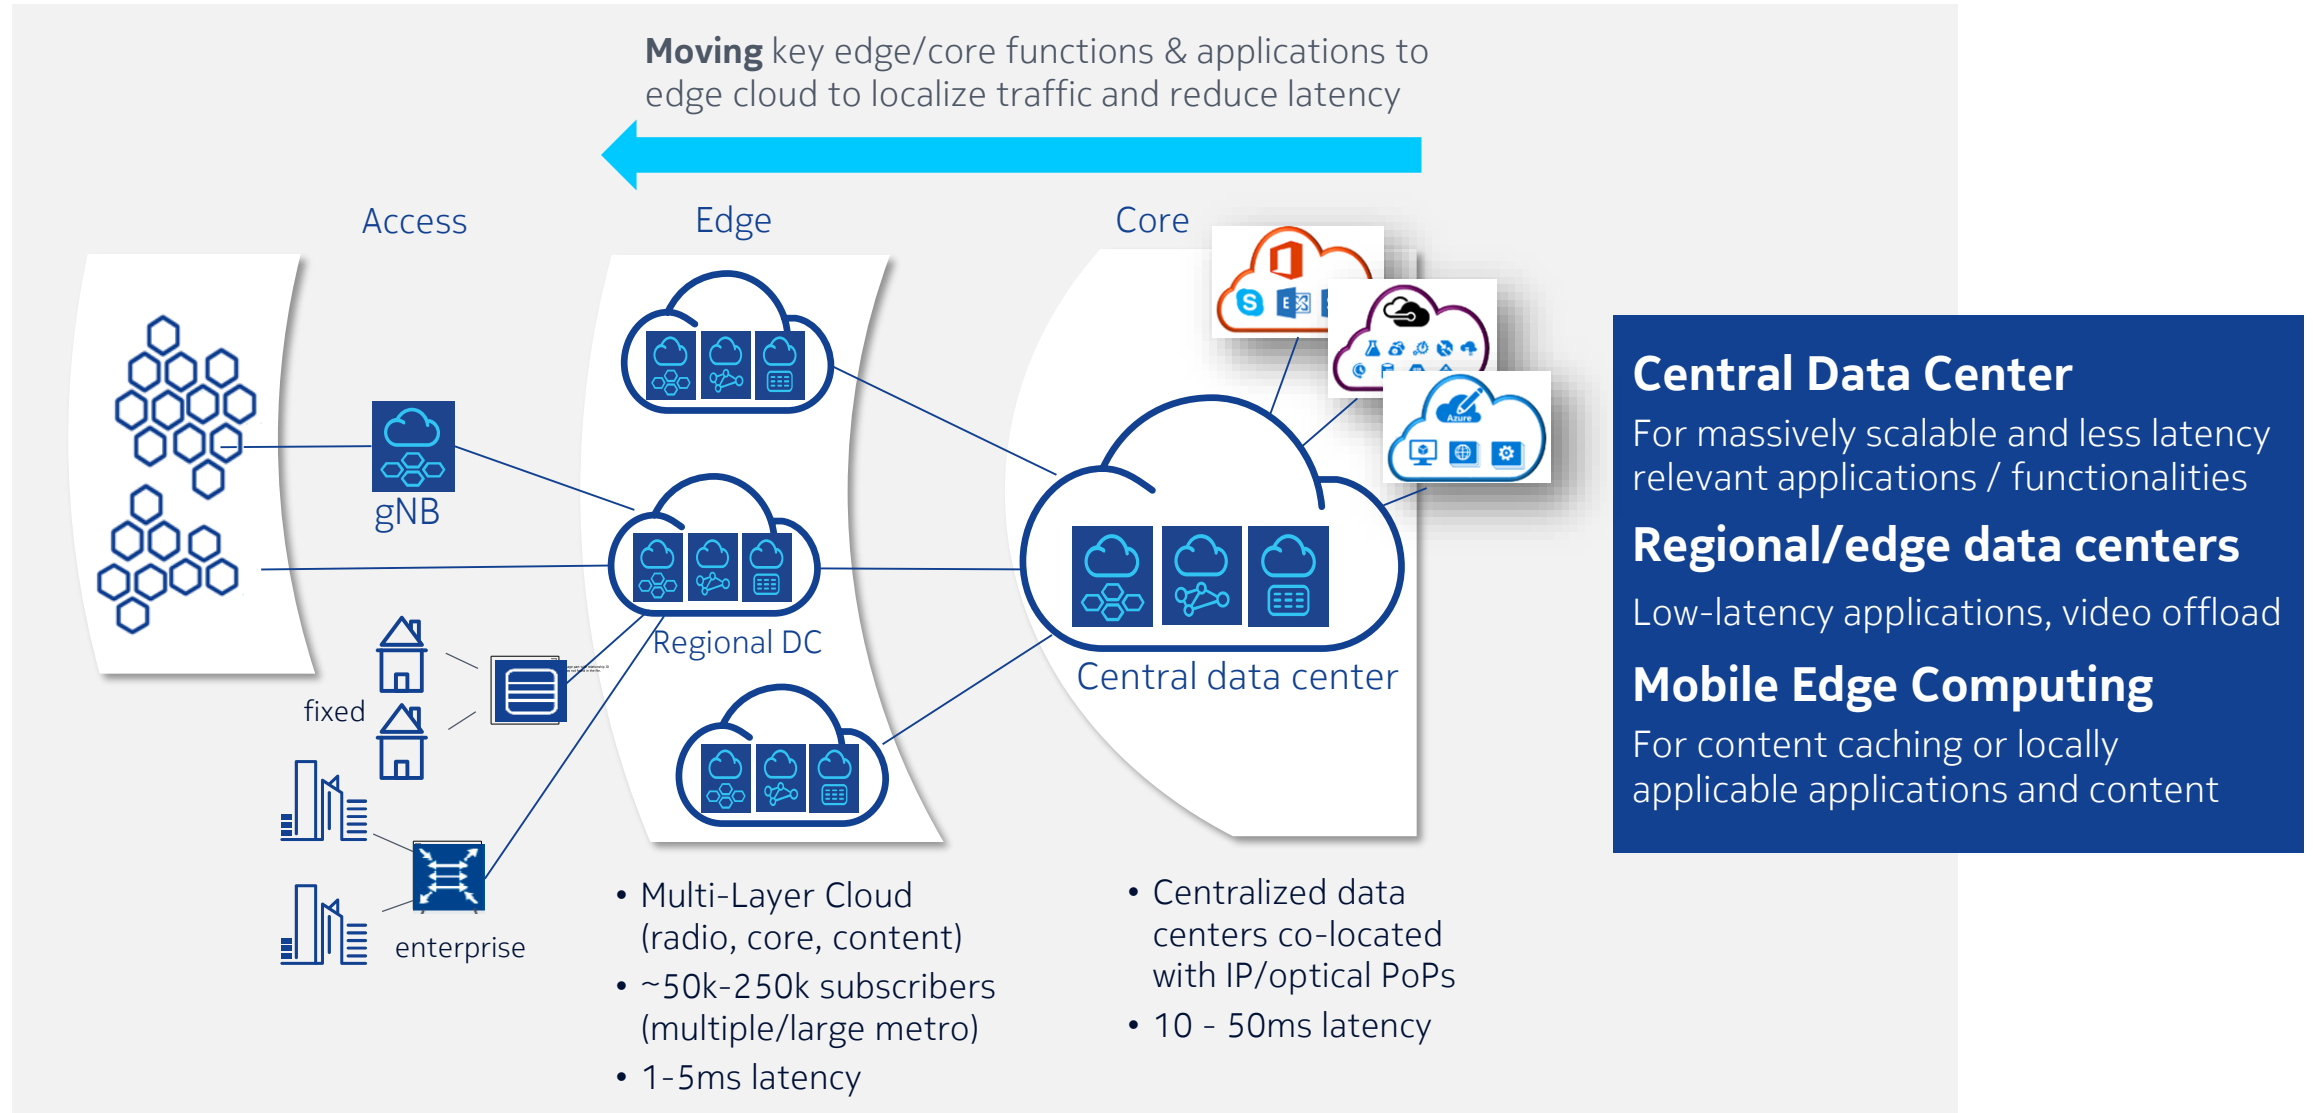 Moving key edge/core functions & applications to
edge cloud to localize traffic and reduce latency
Access
Edge
Core
gNB
Regional DC
fixed
enterprise
Central data center
Azure
• Multi-Layer Cloud
(radio, core, content)
• ~50k-250k subscribers
(multiple/large metro)
• 1-5ms latency
• Centralized data
centers co-located
with IP/optical PoPs
• 10 - 50ms latency
Central Data Center
For massively scalable and less latency
relevant applications / functionalities
Regional/edge data centers
Low-latency applications, video offload
Mobile Edge Computing
For content caching or locally
applicable applications and content